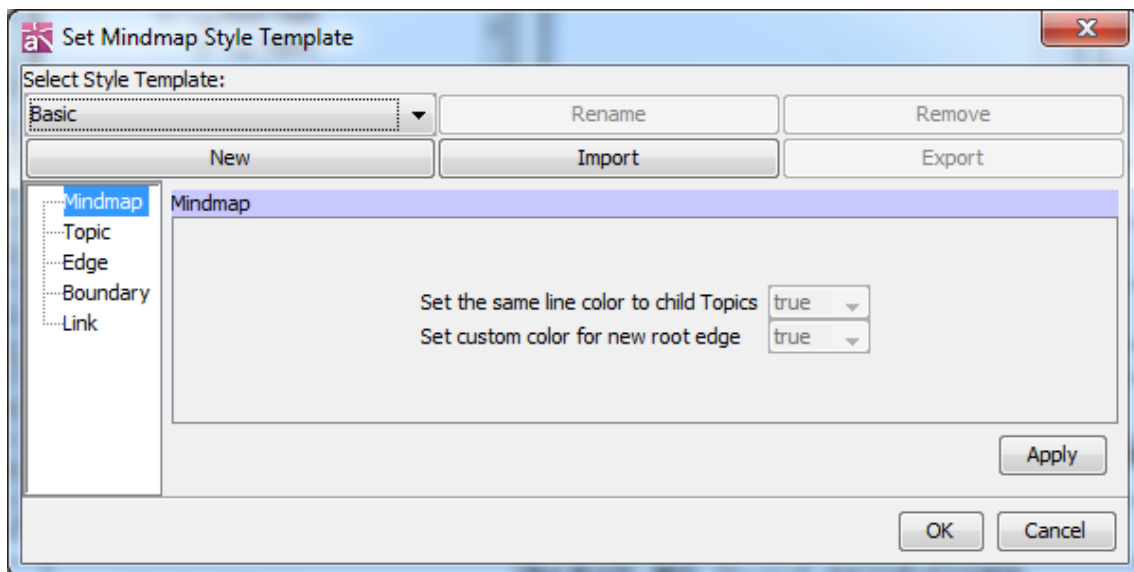 Set Mindmap Style Template
Select Style Template:
Basic Rename Remove
New Import Export
Mindmap
Topic
Edge
Boundary
Link
Mindmap
Set the same line color to child Topics true
Set custom color for new root edge true
Apply
OK Cancel